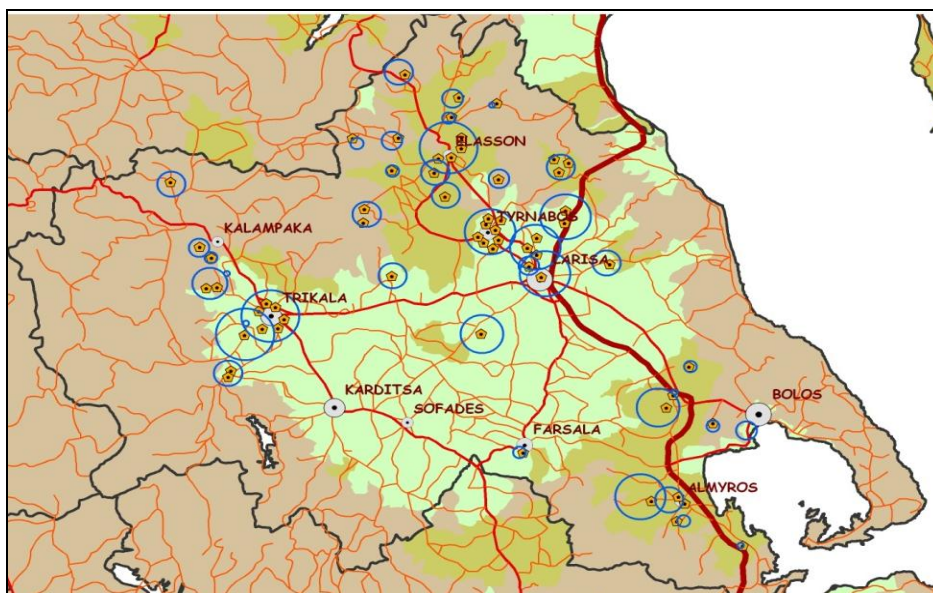 ELASSON
TYRNABOS
KALAMPAKA
LARISA
TRIKALA
KARDITSA
SOFADES
BOLOS
FARSALA
ALMYROS